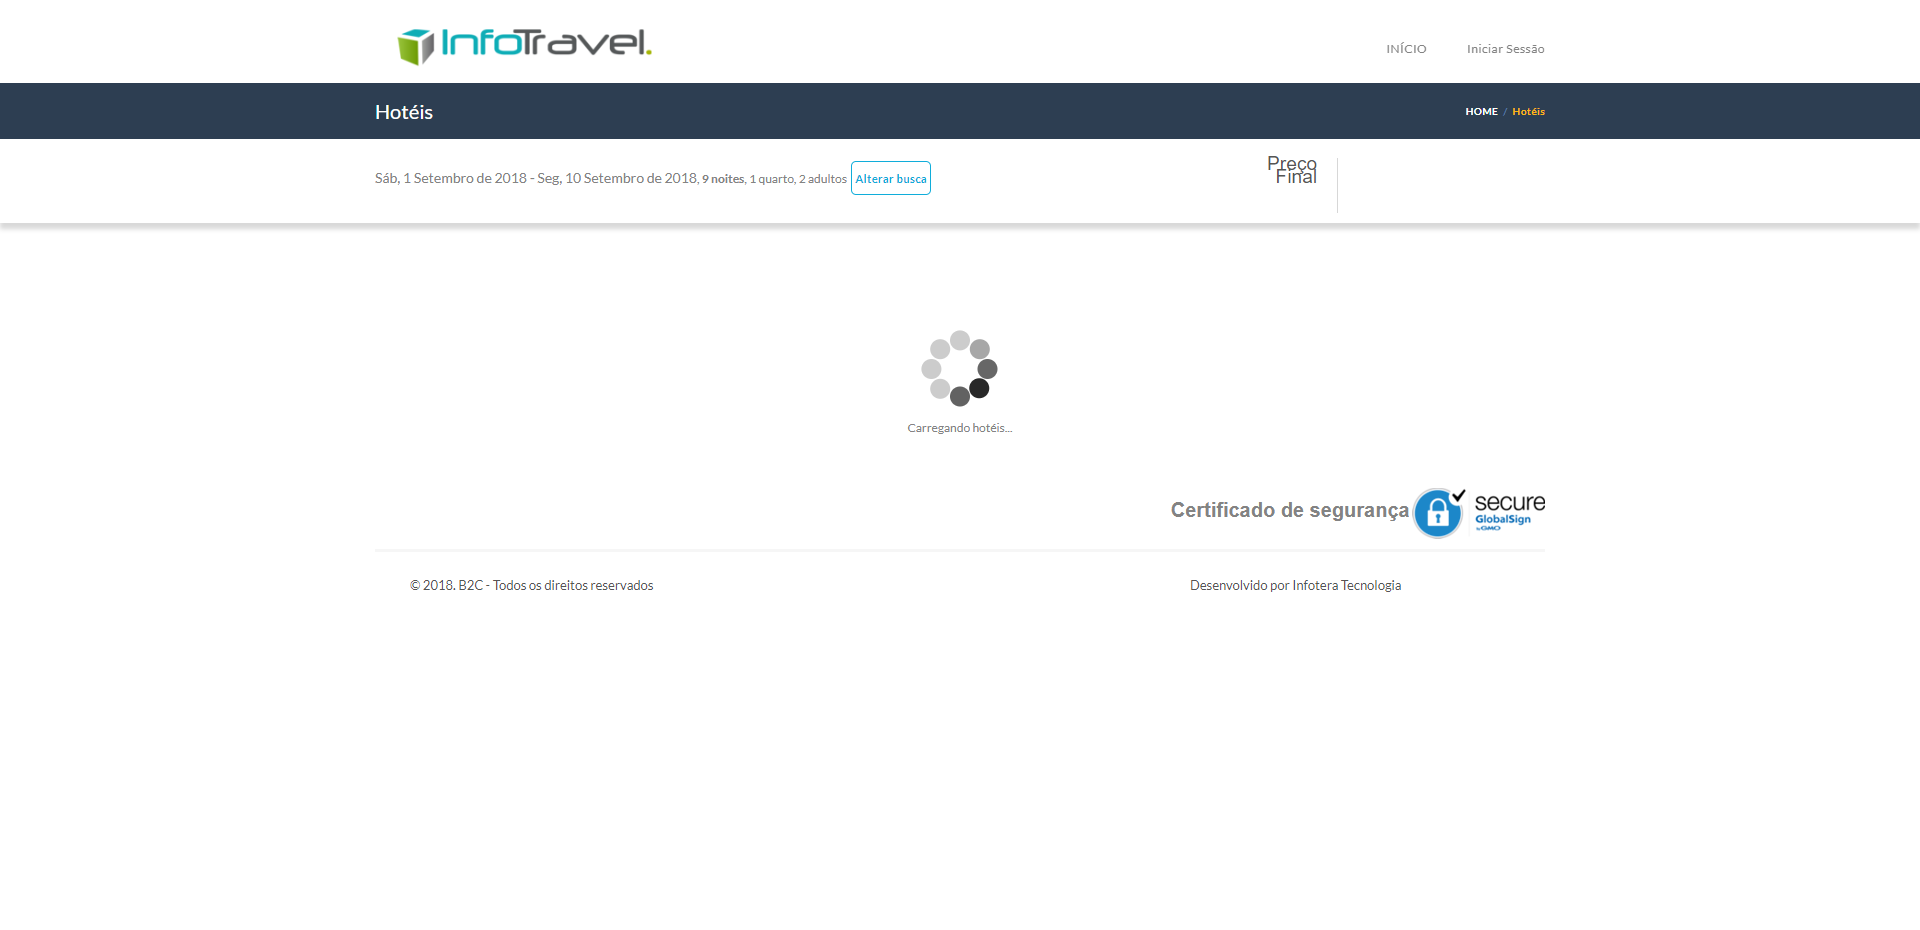 InfoTravel.
INÍCIO Iniciar Sessão
Hotéis
HOME / Hotéis
Sáb, 1 Setembro de 2018 - Seg, 10 Setembro de 2018, 9 noites, 1 quarto, 2 adultos Alterar busca
Preço
Final
Carregando hotéis...
Certificado de segurança
secure
GlobalSign
by GMO
© 2018. B2C - Todos os direitos reservados
Desenvolvido por Infotera Tecnologia